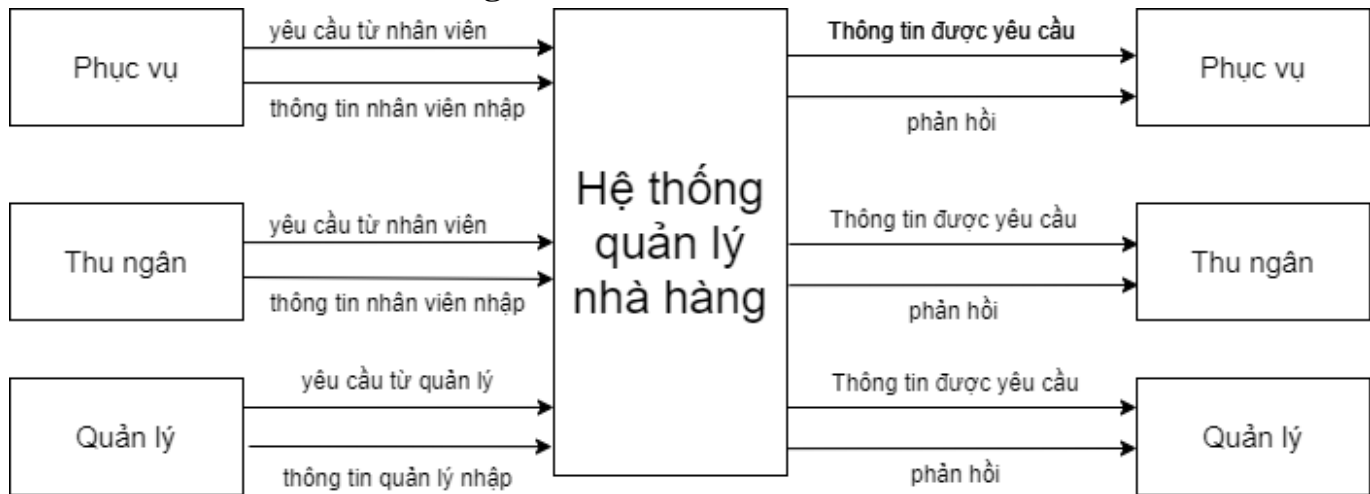 yêu cầu từ nhân viên
Thông tin được yêu cầu
Phục vụ
Phục vụ
thông tin nhân viên nhập
phản hồi
Hệ thống
quản lý
nhà hàng
yêu cầu từ nhân viên
Thông tin được yêu cầu
Thu ngân
Thu ngân
thông tin nhân viên nhập
phản hồi
yêu cầu từ quản lý
Thông tin được yêu cầu
Quản lý
Quản lý
thông tin quản lý nhập
phản hồi